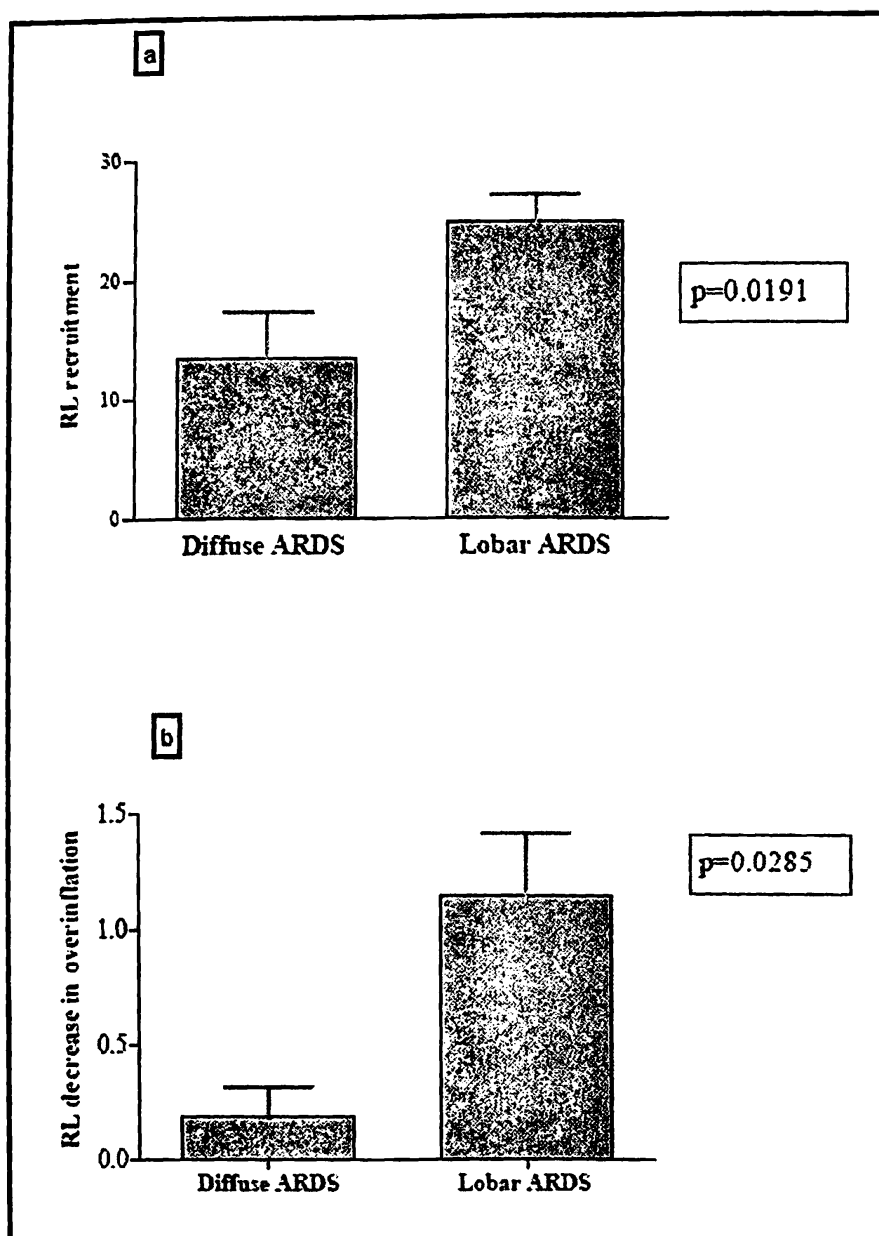 a
30
20
10
0
RL recruitment
Diffuse ARDS
Lobar ARDS
p=0.0191
b
1.5
1.0
0.5
0.0
RL decrease in overinflation
Diffuse ARDS
Lobar ARDS
p=0.0285